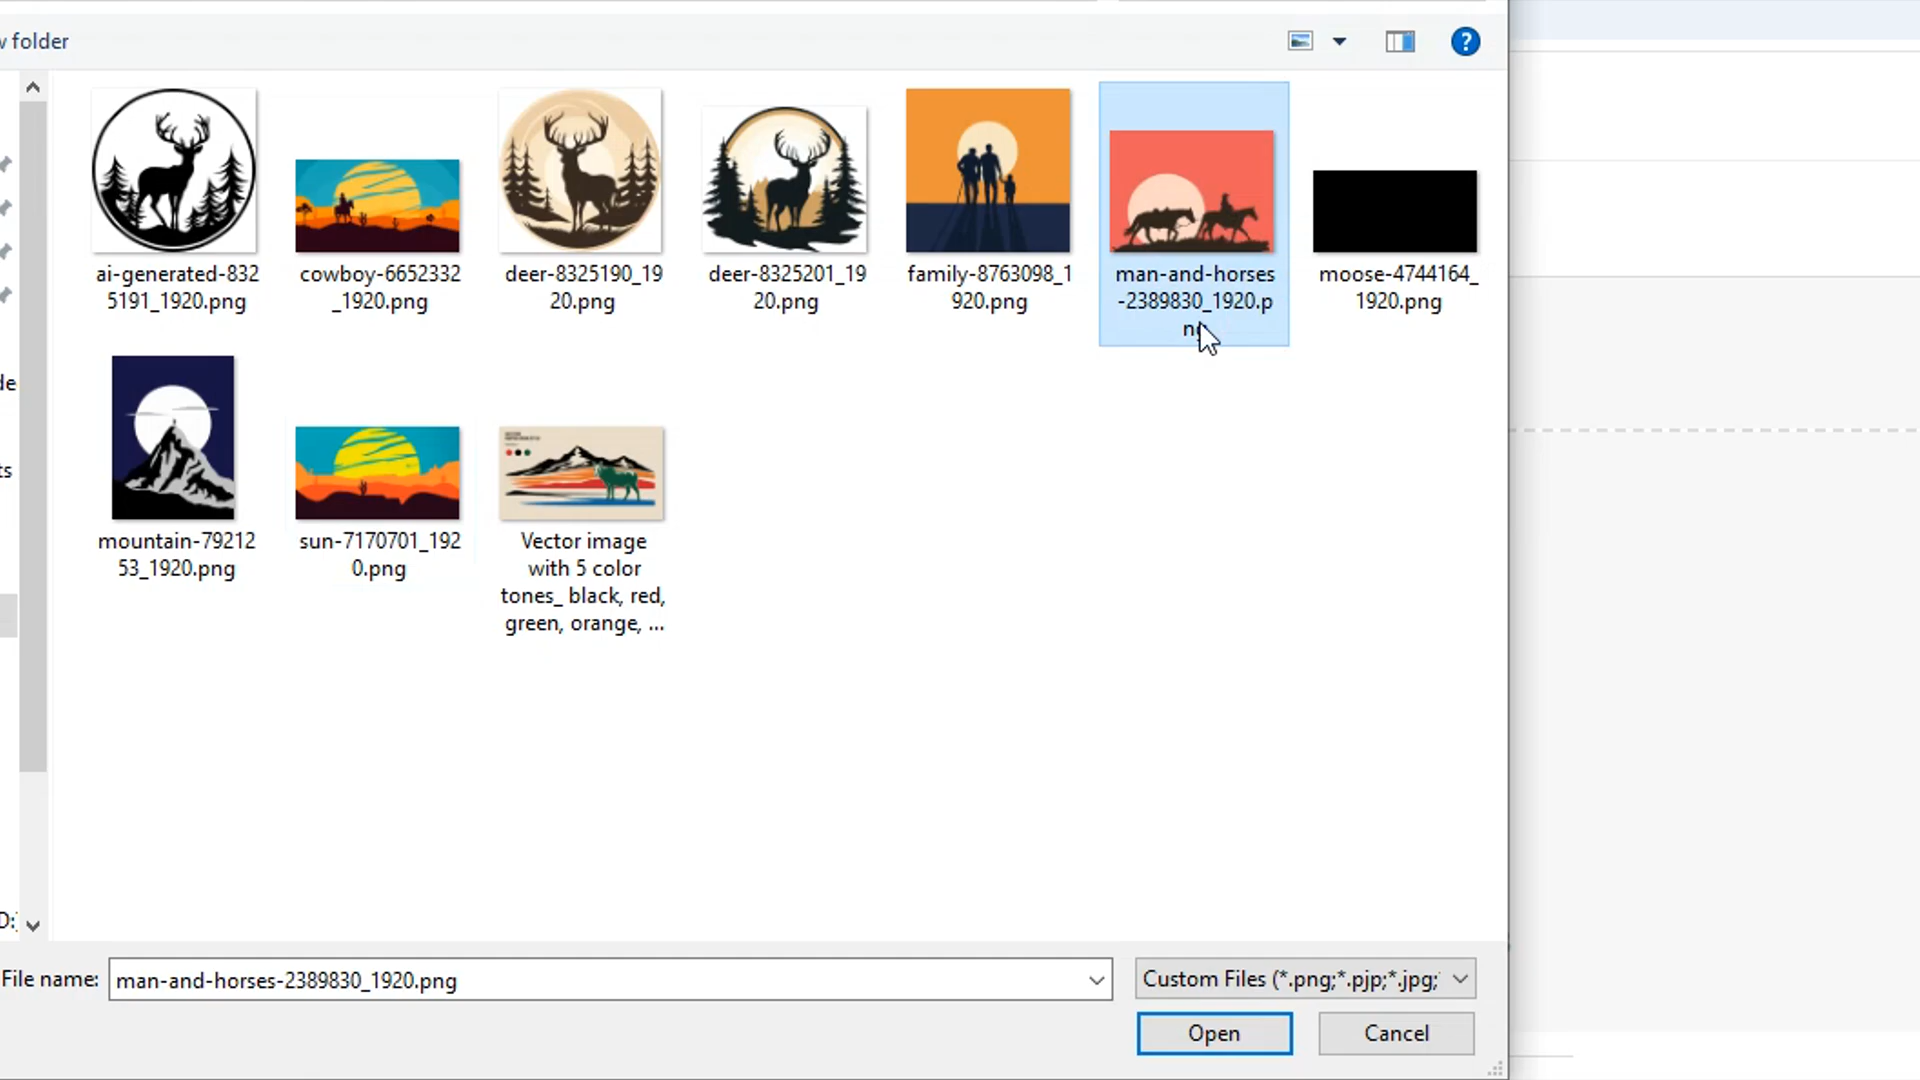 v folder
ai-generated-832
5191_1920.png
cowboy-6652332
_1920.png
deer-8325190_19
20.png
deer-8325201_19
20.png
family-8763098_1
920.png
man-and-horses
-2389830_1920.p
moose-4744164_
1920.png
de
mountain-79212
53_1920.png
sun-7170701_192
0.png
Vector image
with 5 color
tones_ black, red,
green, orange, ...
ts
D:
File name:
man-and-horses-2389830_1920.png
Custom Files (*.png;*.pjp;*.jpg;
Open
Cancel